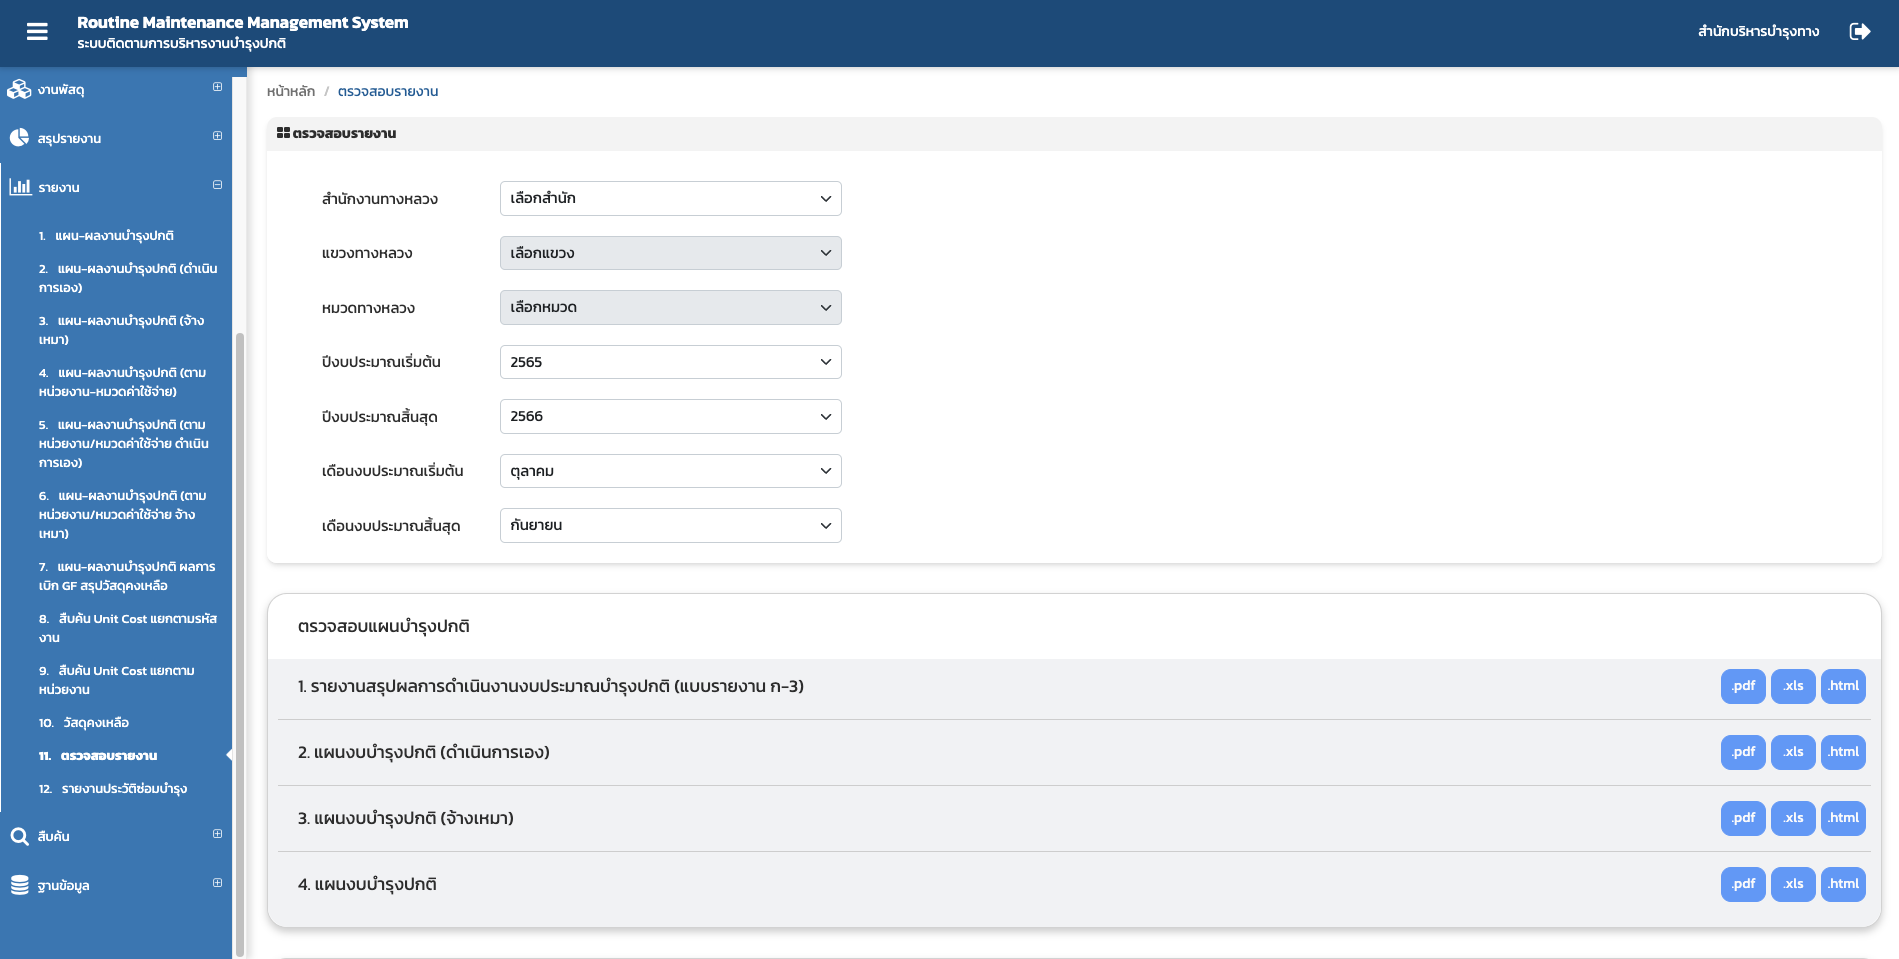 Routine Maintenance Management System
ระบบติดตามการบริหารงานบำรุงปกติ
สำนักบริหารบำรุงทาง
งานพัสดุ
สรุปรายงาน
รายงาน
1. แผน-ผลงานบำรุงปกติ
2. แผน-ผลงานบำรุงปกติ (ดำเนิน
การเอง)
3. แผน-ผลงานบำรุงปกติ (จ้าง
เหมา)
4. แผน-ผลงานบำรุงปกติ (ตาม
หน่วยงาน-หมวดค่าใช้จ่าย)
5. แผน-ผลงานบำรุงปกติ (ตาม
หน่วยงาน/หมวดค่าใช้จ่าย ดำเนิน
การเอง)
6. แผน-ผลงานบำรุงปกติ (ตาม
หน่วยงาน/หมวดค่าใช้จ่าย จ้าง
เหมา)
7. แผน-ผลงานบำรุงปกติ ผลการ
เบิก GF สรุปวัสดุคงเหลือ
8. สืบค้น Unit Cost แยกตามรหัส
งาน
9. สืบค้น Unit Cost แยกตาม
หน่วยงาน
10. วัสดุคงเหลือ
11. ตรวจสอบรายงาน
12. รายงานประวัติซ่อมบำรุง
สืบค้น
ฐานข้อมูล
หน้าหลัก / ตรวจสอบรายงาน
ตรวจสอบรายงาน
สำนักงานทางหลวง เลือกสำนัก
แขวงทางหลวง เลือกแขวง
หมวดทางหลวง เลือกหมวด
ปีงบประมาณเริ่มต้น 2565
ปีงบประมาณสิ้นสุด 2566
เดือนงบประมาณเริ่มต้น ตุลาคม
เดือนงบประมาณสิ้นสุด กันยายน
ตรวจสอบแผนบำรุงปกติ
1. รายงานสรุปผลการดำเนินงานงบประมาณบำรุงปกติ (แบบรายงาน ก-3) .pdf .xls .html
2. แผนงบบำรุงปกติ (ดำเนินการเอง) .pdf .xls .html
3. แผนงบบำรุงปกติ (จ้างเหมา) .pdf .xls .html
4. แผนงบบำรุงปกติ .pdf .xls .html